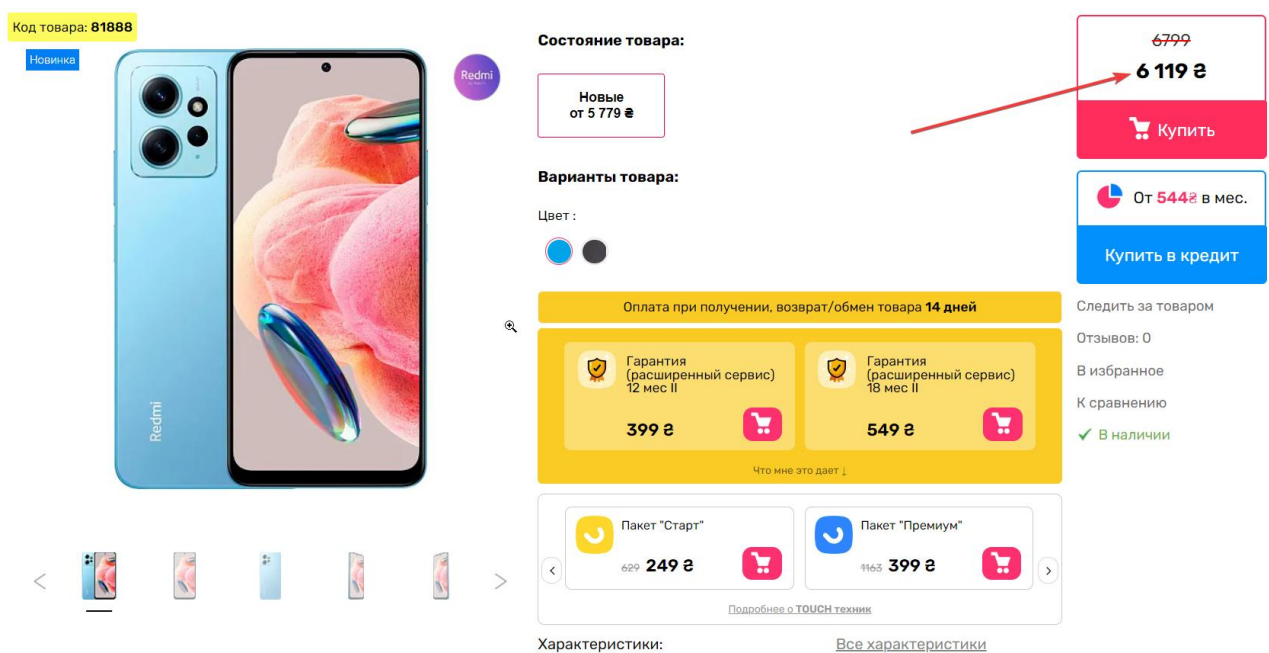 Код товара: 81888
Новинка
Redmi
Redmi
Состояние товара:
Новые
от 5 779 ₴
Варианты товара:
Цвет :
Оплата при получении, возврат/обмен товара 14 дней
Гарантия
(расширенный сервис)
12 мес II
399 ₴
Гарантия
(расширенный сервис)
18 мес II
549 ₴
Что мне это дает ↓
Пакет "Старт"
629 249 ₴
Пакет "Премиум"
1163 399 ₴
Подробнее о TOUCH техник
Характеристики:
Все характеристики
6799
6 119 ₴
Купить
От 544₴ в мес.
Купить в кредит
Следить за товаром
Отзывов: 0
В избранное
К сравнению
В наличии